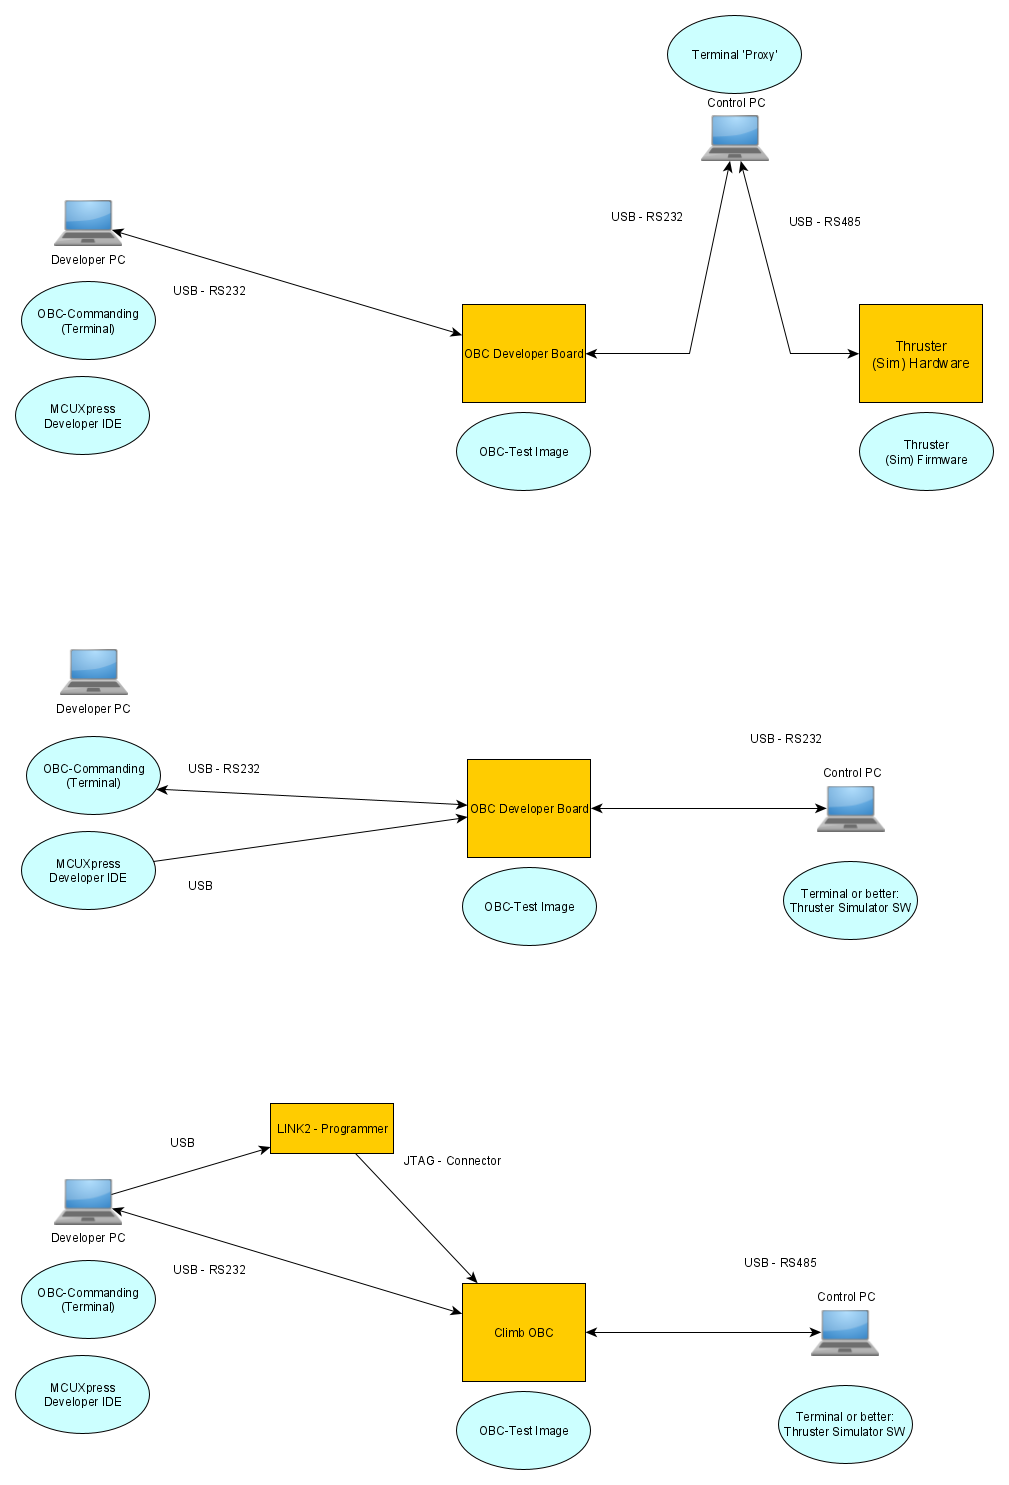 Terminal 'Proxy'
Control PC
USB - RS232
USB - RS485
Developer PC
USB - RS232
OBC-Commanding
(Terminal)
MCUXpress
Developer IDE
OBC Developer Board
OBC-Test Image
Thruster
(Sim) Hardware
Thruster
(Sim) Firmware
Developer PC
OBC-Commanding
(Terminal)
USB - RS232
MCUXpress
Developer IDE
USB
OBC Developer Board
OBC-Test Image
USB - RS232
Control PC
Terminal or better:
Thruster Simulator SW
LINK2 - Programmer
USB
JTAG - Connector
Developer PC
USB - RS232
OBC-Commanding
(Terminal)
MCUXpress
Developer IDE
Climb OBC
OBC-Test Image
USB - RS485
Control PC
Terminal or better:
Thruster Simulator SW